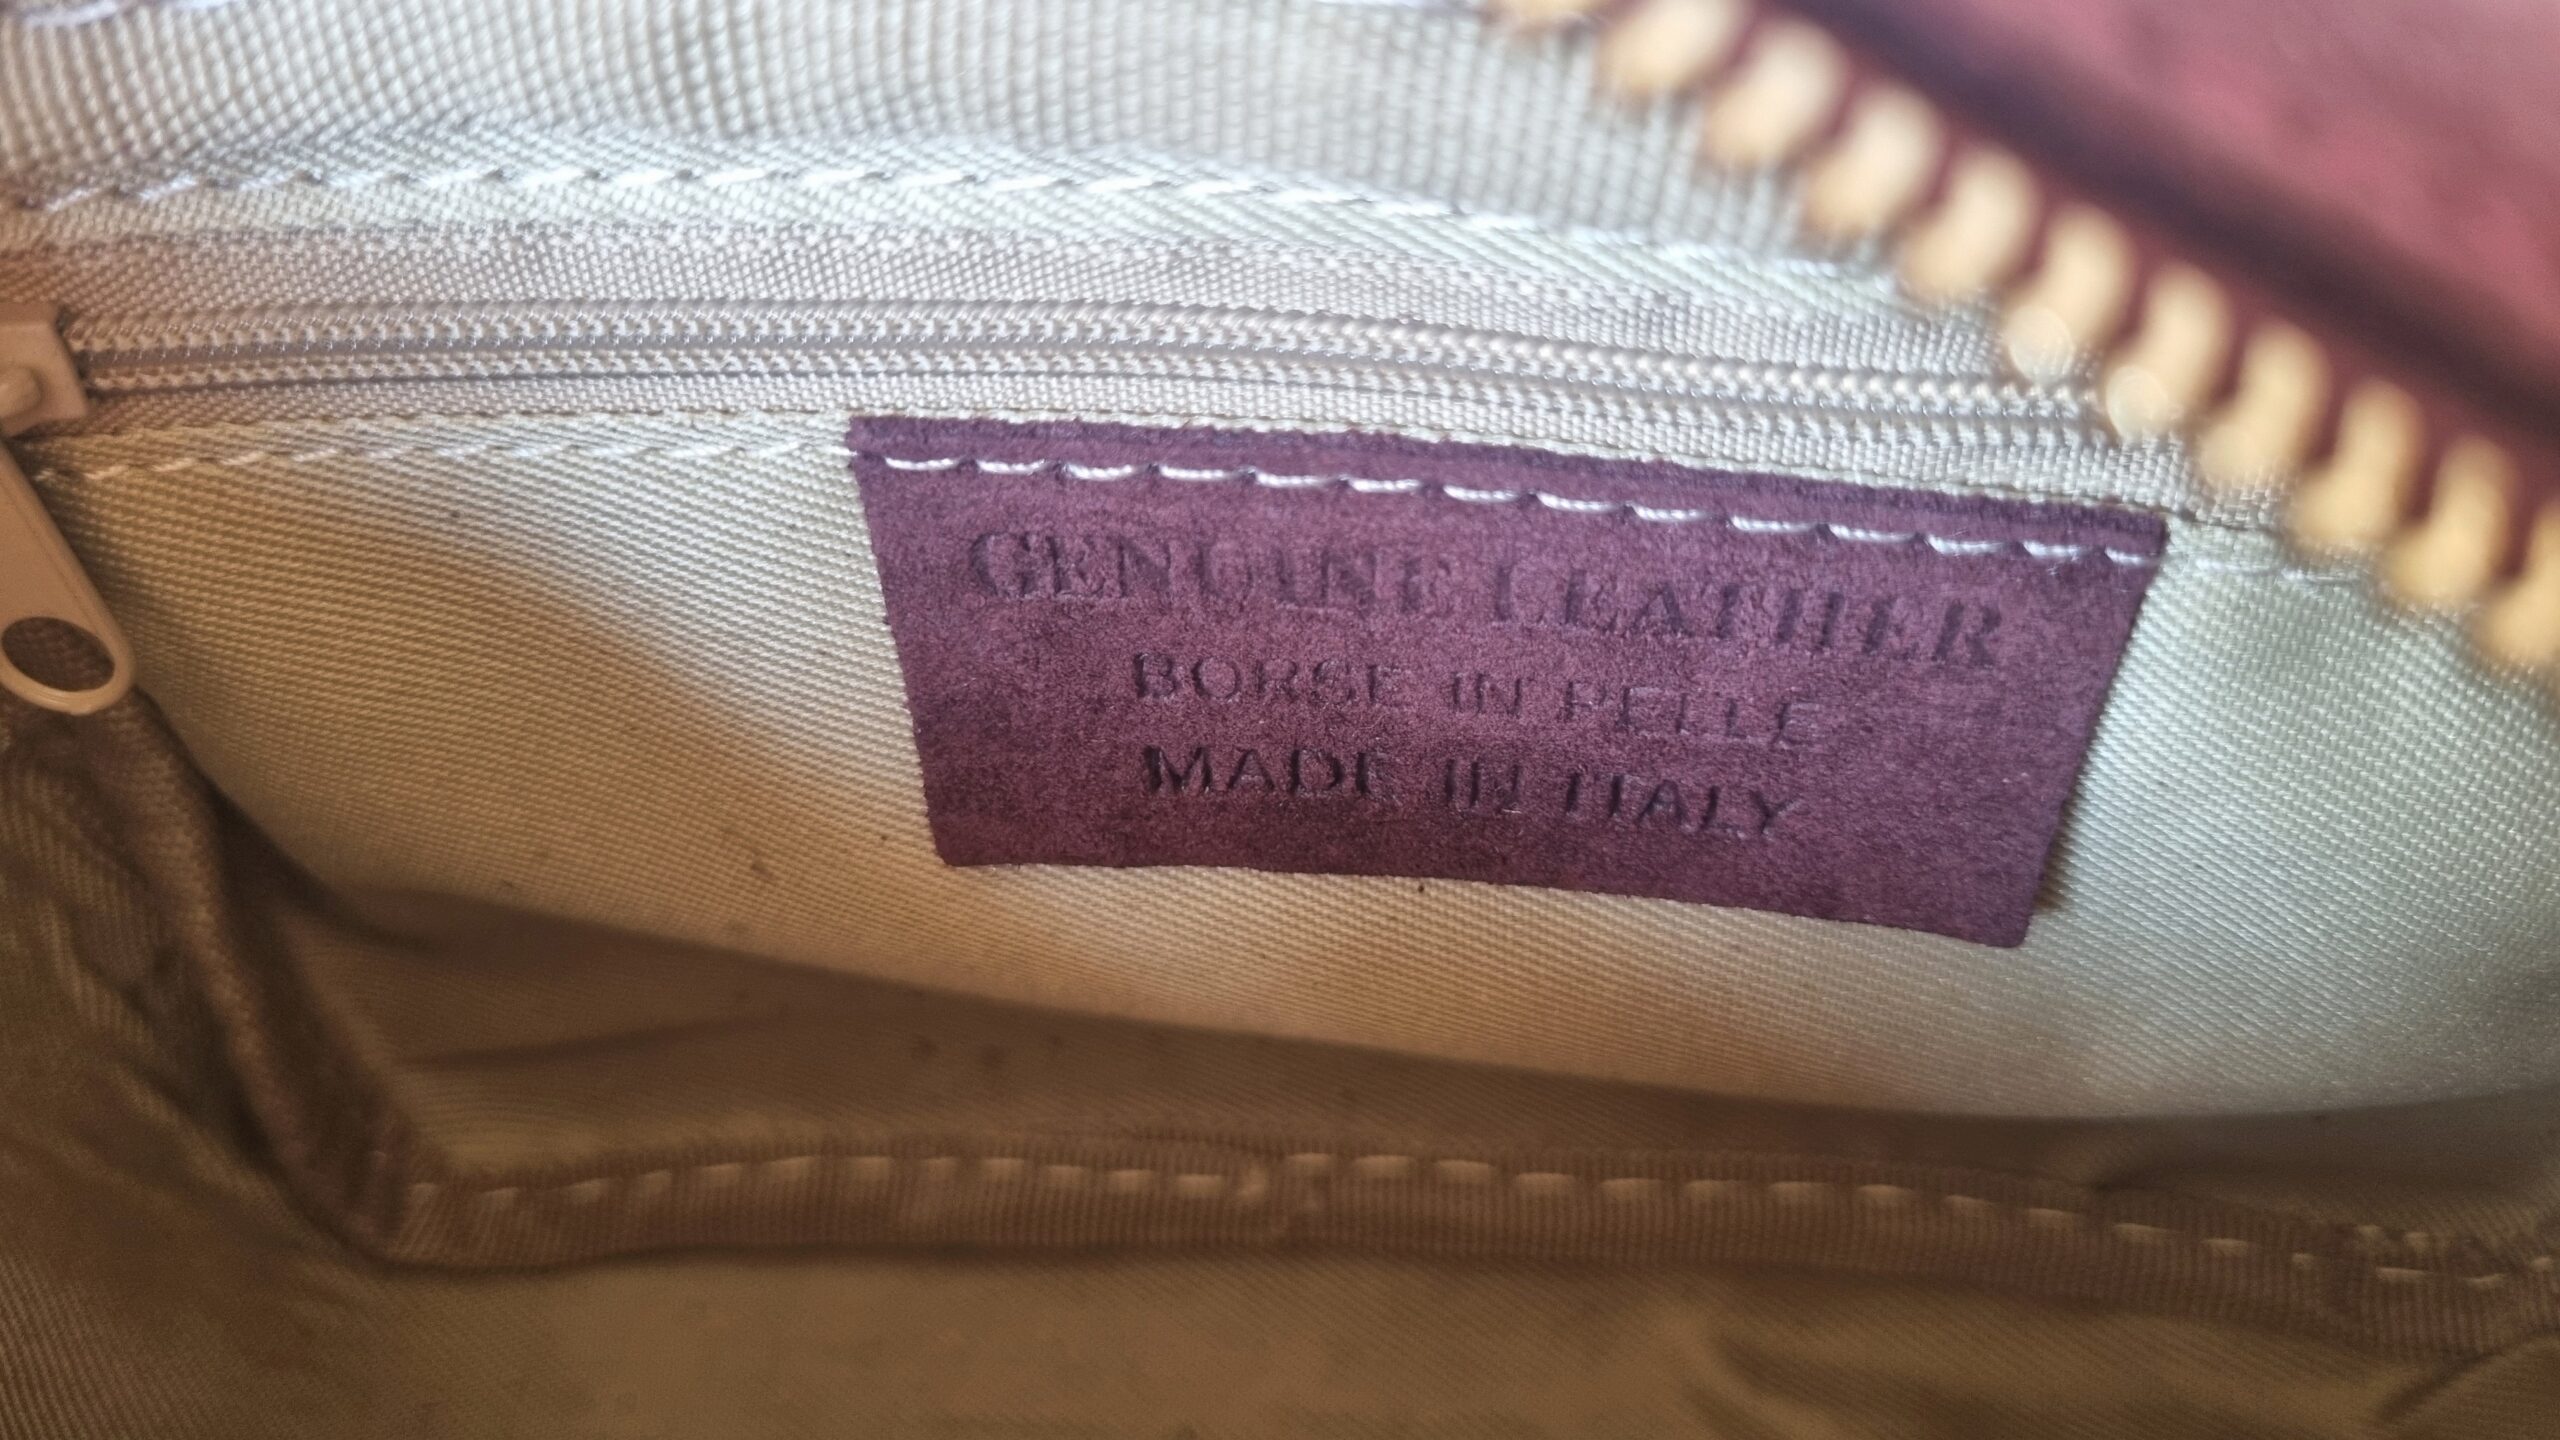 GENUINE LEATHER
BORSE IN PELLE
MADE IN ITALY